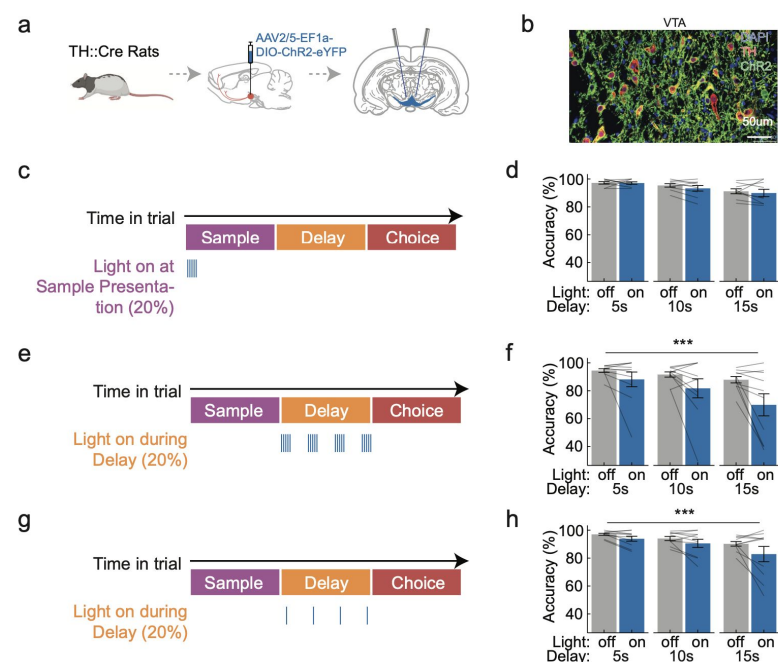 a
TH::Cre Rats
AAV2/5-EF1a-
DIO-ChR2-eYFP
b
VTA
DAPI
TH
ChR2
50um
c
Time in trial
Sample Delay Choice
Light on at
Sample Presenta-
tion (20%)
d
Accuracy (%)
100
80
60
40
Light: off on off on off on
Delay: 5s 10s 15s
e
Time in trial
Sample Delay Choice
Light on during
Delay (20%)
f
***
Accuracy (%)
100
80
60
40
Light: off on off on off on
Delay: 5s 10s 15s
g
Time in trial
Sample Delay Choice
Light on during
Delay (20%)
h
***
Accuracy (%)
100
80
60
40
Light: off on off on off on
Delay: 5s 10s 15s